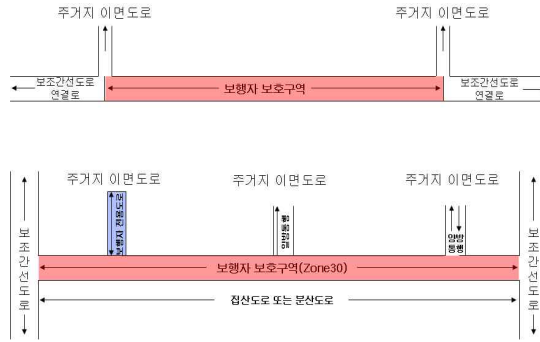 주거지 이면도로
주거지 이면도로
보조간선도로
연결로
보행자 보호구역
보조간선도로
연결로
주거지 이면도로
주거지 이면도로
주거지 이면도로
보조간선도로
보행자 전용도로
일방통행
양방
통행
보조간선도로
보행자 보호구역(Zone30)
집산도로 또는 분산도로